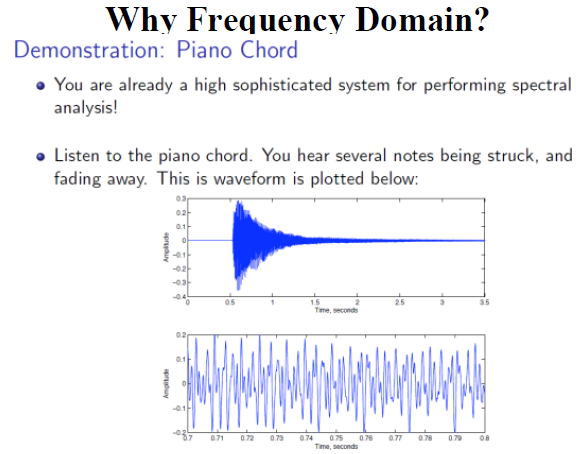 Why Frequency Domain?
Demonstration: Piano Chord
You are already a high sophisticated system for performing spectral
analysis!
Listen to the piano chord. You hear several notes being struck, and
fading away. This is waveform is plotted below:
0.3
0.2
0.1
0
-0.1
-0.2
-0.3
-0.4
Amplitude
0 0.5 1 1.5 2 2.5 3 3.5
Time, seconds
0.2
0.1
0
-0.1
-0.2
Amplitude
0.7 0.71 0.72 0.73 0.74 0.75 0.76 0.77 0.78 0.79 0.8
Time, seconds